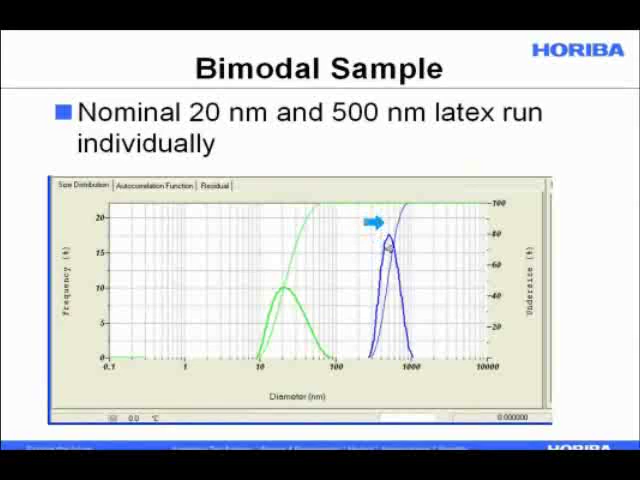 HORIBA
Bimodal Sample
Nominal 20 nm and 500 nm latex run
individually
Size Distribution Autocorrelation Function Residual
Frequency (%)
20
15
10
5
0
100
80
60
40
20
Undersize (%)
0.1 1 10 100 1000 10000
Diameter (nm)
0.0 °C 0.000000
HORIBA